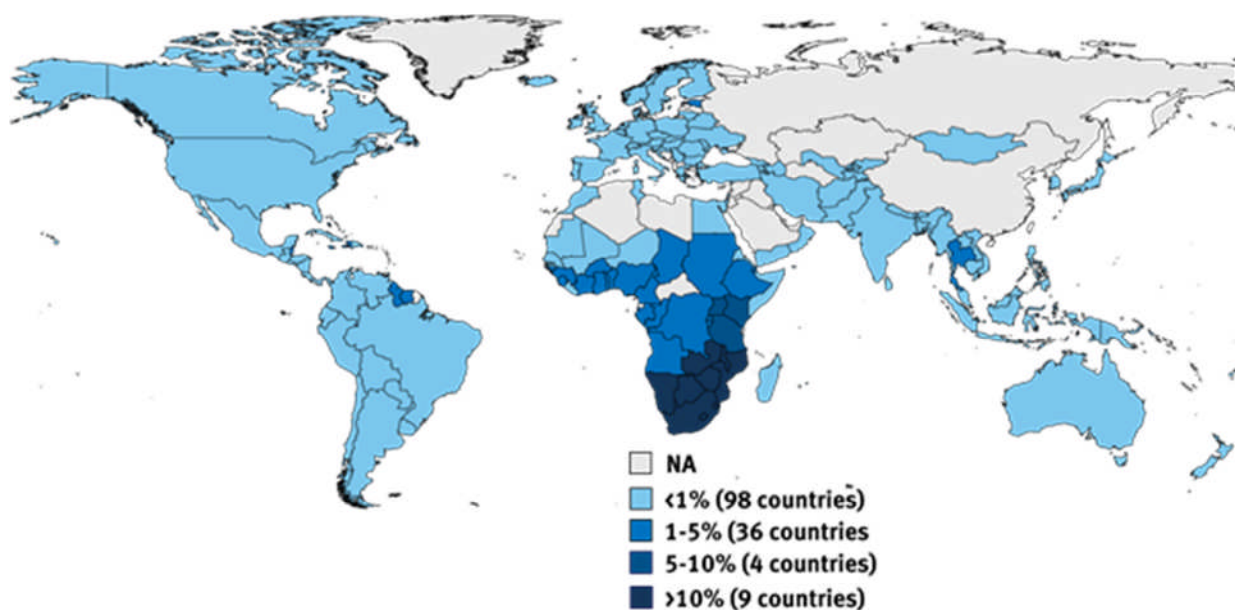 NA
<1% (98 countries)
1-5% (36 countries
5-10% (4 countries)
>10% (9 countries)